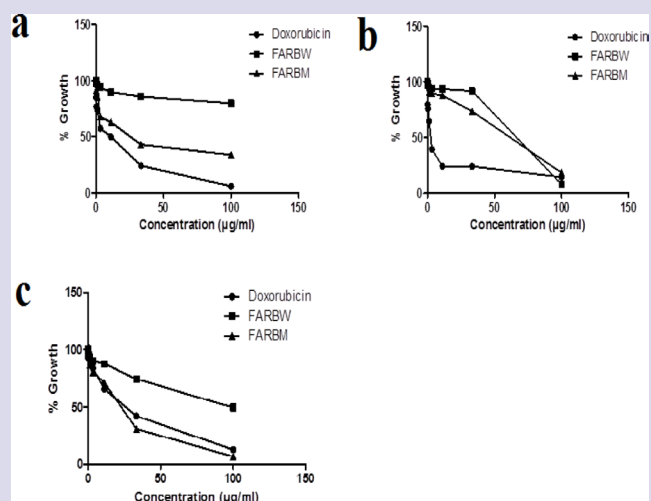 a
150
100
50
0
% Growth
0
50
100
150
Concentration (µg/ml)
Doxorubicin
FARBW
FARBM
b
150
100
50
0
% Growth
0
50
100
150
Concentration (µg/ml)
Doxorubicin
FARBW
FARBM
c
150
100
50
0
% Growth
0
50
100
150
Concentration (µg/ml)
Doxorubicin
FARBW
FARBM